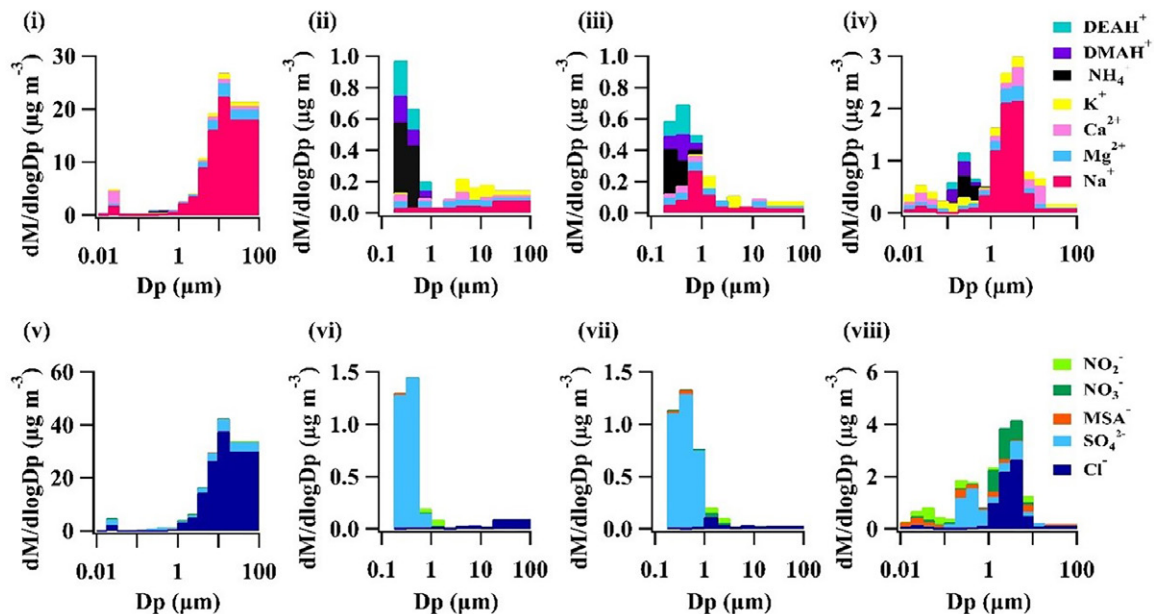 (i) (ii) (iii) (iv)
dM/dlogDp (µg m⁻³)
30
20
10
0
0.01 1 100
Dp (µm)
dM/dlogDp (µg m⁻³)
1.0
0.8
0.6
0.4
0.2
0.0
0.1 1 10 100
Dp (µm)
dM/dlogDp (µg m⁻³)
1.0
0.8
0.6
0.4
0.2
0.0
0.1 1 10 100
Dp (µm)
dM/dlogDp (µg m⁻³)
3
2
1
0
0.01 1 100
Dp (µm)
DEAH⁺
DMAH⁺
NH₄⁻
K⁺
Ca²⁺
Mg²⁺
Na⁺
(v) (vi) (vii) (viii)
dM/dlogDp (µg m⁻³)
60
40
20
0
0.01 1 100
Dp (µm)
dM/dlogDp (µg m⁻³)
1.5
1.0
0.5
0.0
0.1 1 10 100
Dp (µm)
dM/dlogDp (µg m⁻³)
1.5
1.0
7.5
0.0
0.1 1 10 100
Dp (µm)
dM/dlogDp (µg m⁻³)
6
4
2
0
0.01 1 100
Dp (µm)
NO₂⁻
NO₃⁻
MSA⁻
SO₄²⁻
Cl⁻